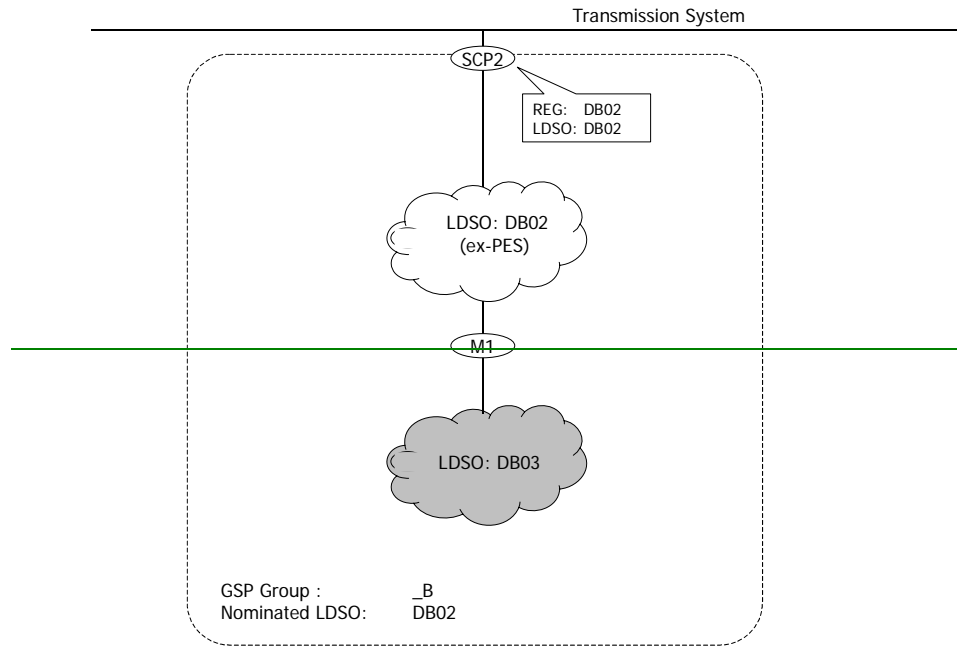 Transmission System
SCP2
REG: DB02
LDSO: DB02
LDSO: DB02
(ex-PES)
M1
LDSO: DB03
GSP Group : _B
Nominated LDSO: DB02